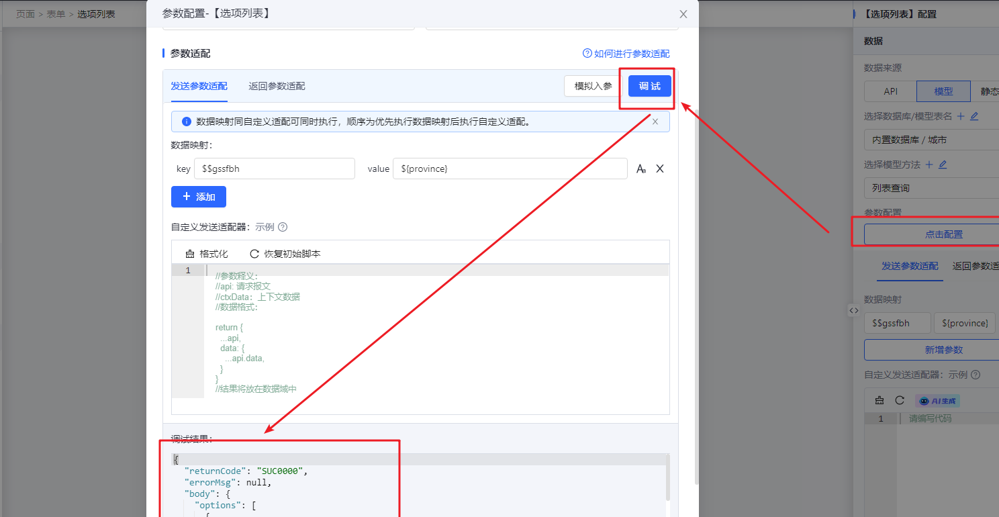 页面 > 表单 > 选项列表
参数配置-【选项列表】
参数适配
如何进行参数适配
发送参数适配
返回参数适配
模拟入参
调 试
数据映射同自定义适配可同时执行，顺序为优先执行数据映射后执行自定义适配。
数据映射：
key
$$gssfbh
value
${province}
添加
自定义发送适配器：示例
格式化
恢复初始脚本
1
//参数释义：
//api: 请求报文
//ctxData：上下文数据
//数据格式：
return {
...api,
data: {
...api.data,
}
}
//结果将放在数据域中
调试结果：
{
"returnCode": "SUC0000",
"errorMsg": null,
"body": {
"options": [
【选项列表】配置
数据
数据来源
API
模型
静态
选择数据库/模型表名
内置数据库 / 城市
选择模型方法
列表查询
参数配置
点击配置
发送参数适配
返回参数适
数据映射
$$gssfbh
${province}
新增参数
自定义发送适配器：示例
AI生成
1
请编写代码